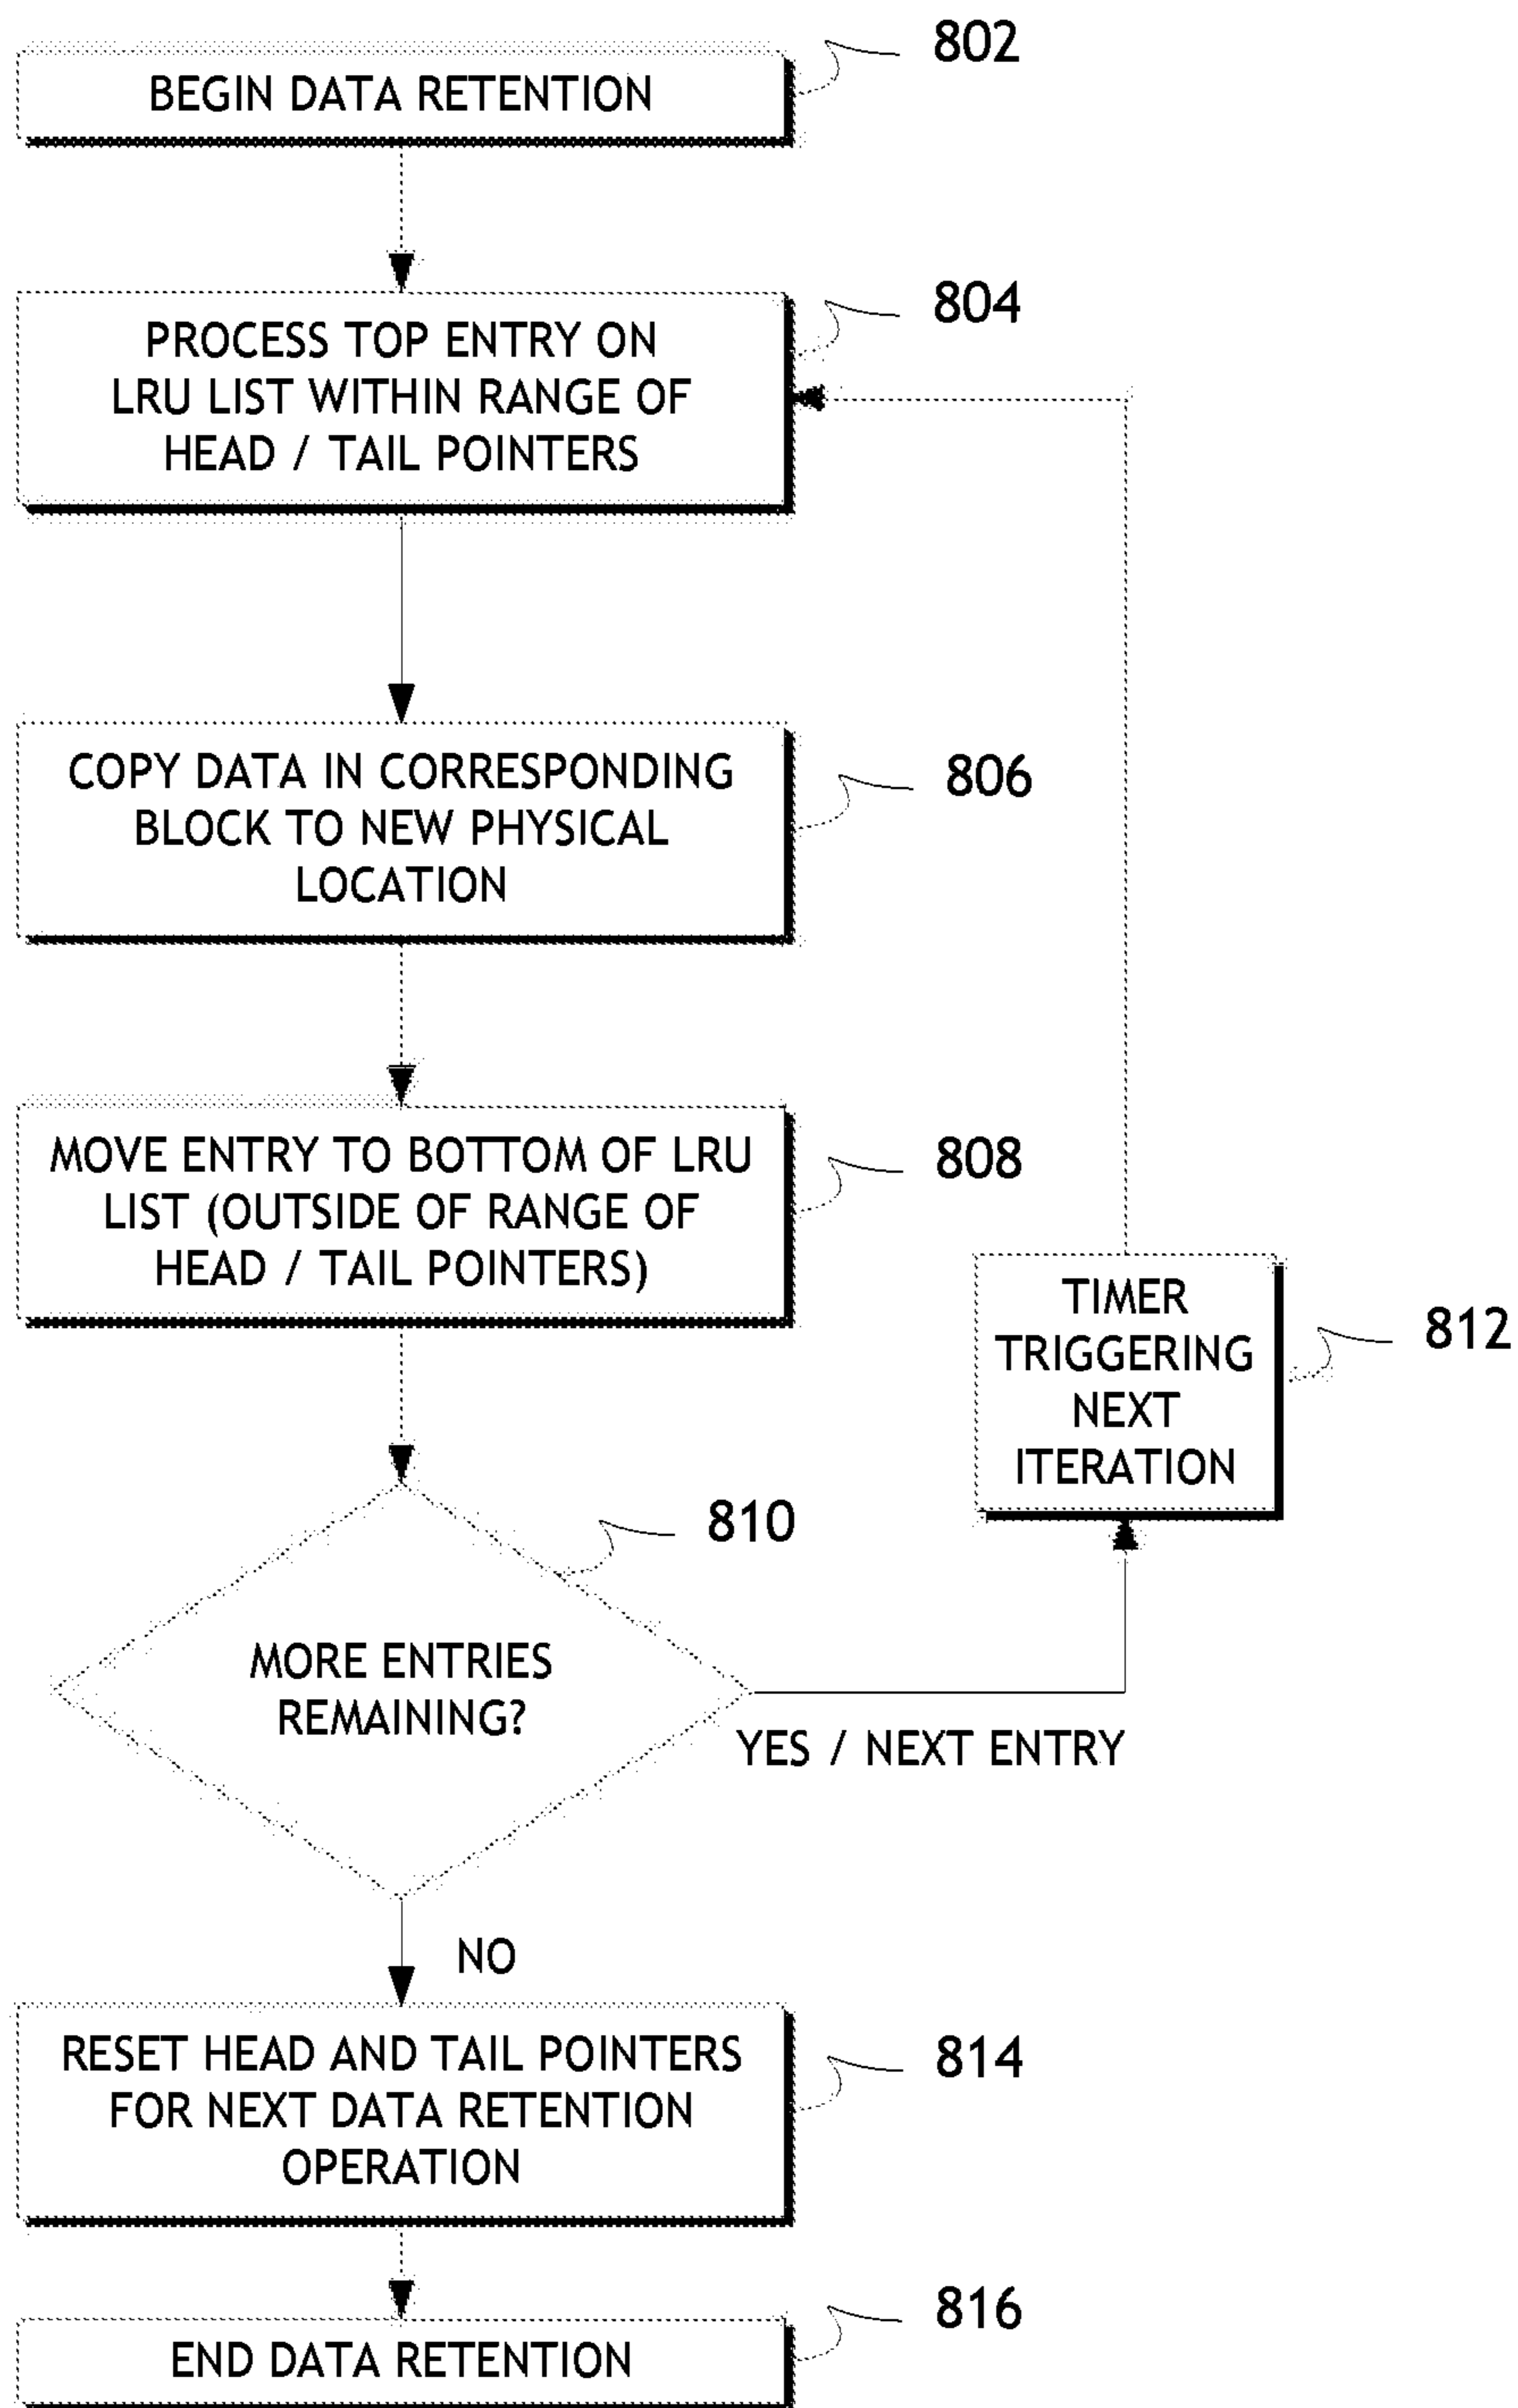 802
BEGIN DATA RETENTION
804
PROCESS TOP ENTRY ON
LRU LIST WITHIN RANGE OF
HEAD / TAIL POINTERS
806
COPY DATA IN CORRESPONDING
BLOCK TO NEW PHYSICAL
LOCATION
808
MOVE ENTRY TO BOTTOM OF LRU
LIST (OUTSIDE OF RANGE OF
HEAD / TAIL POINTERS)
812
TIMER
TRIGGERING
NEXT
ITERATION
810
MORE ENTRIES
REMAINING?
YES / NEXT ENTRY
NO
814
RESET HEAD AND TAIL POINTERS
FOR NEXT DATA RETENTION
OPERATION
816
END DATA RETENTION